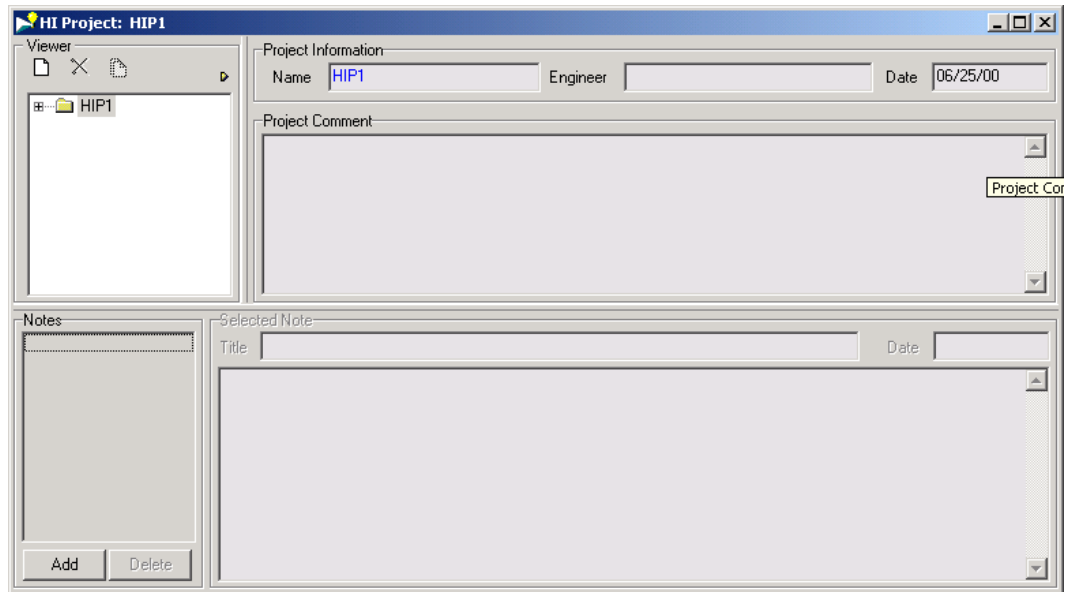 HI Project: HIP1
Viewer
HIP1
Project Information
Name HIP1 Engineer Date 06/25/00
Project Comment
Project Cor
Notes
Add Delete
Selected Note
Title Date